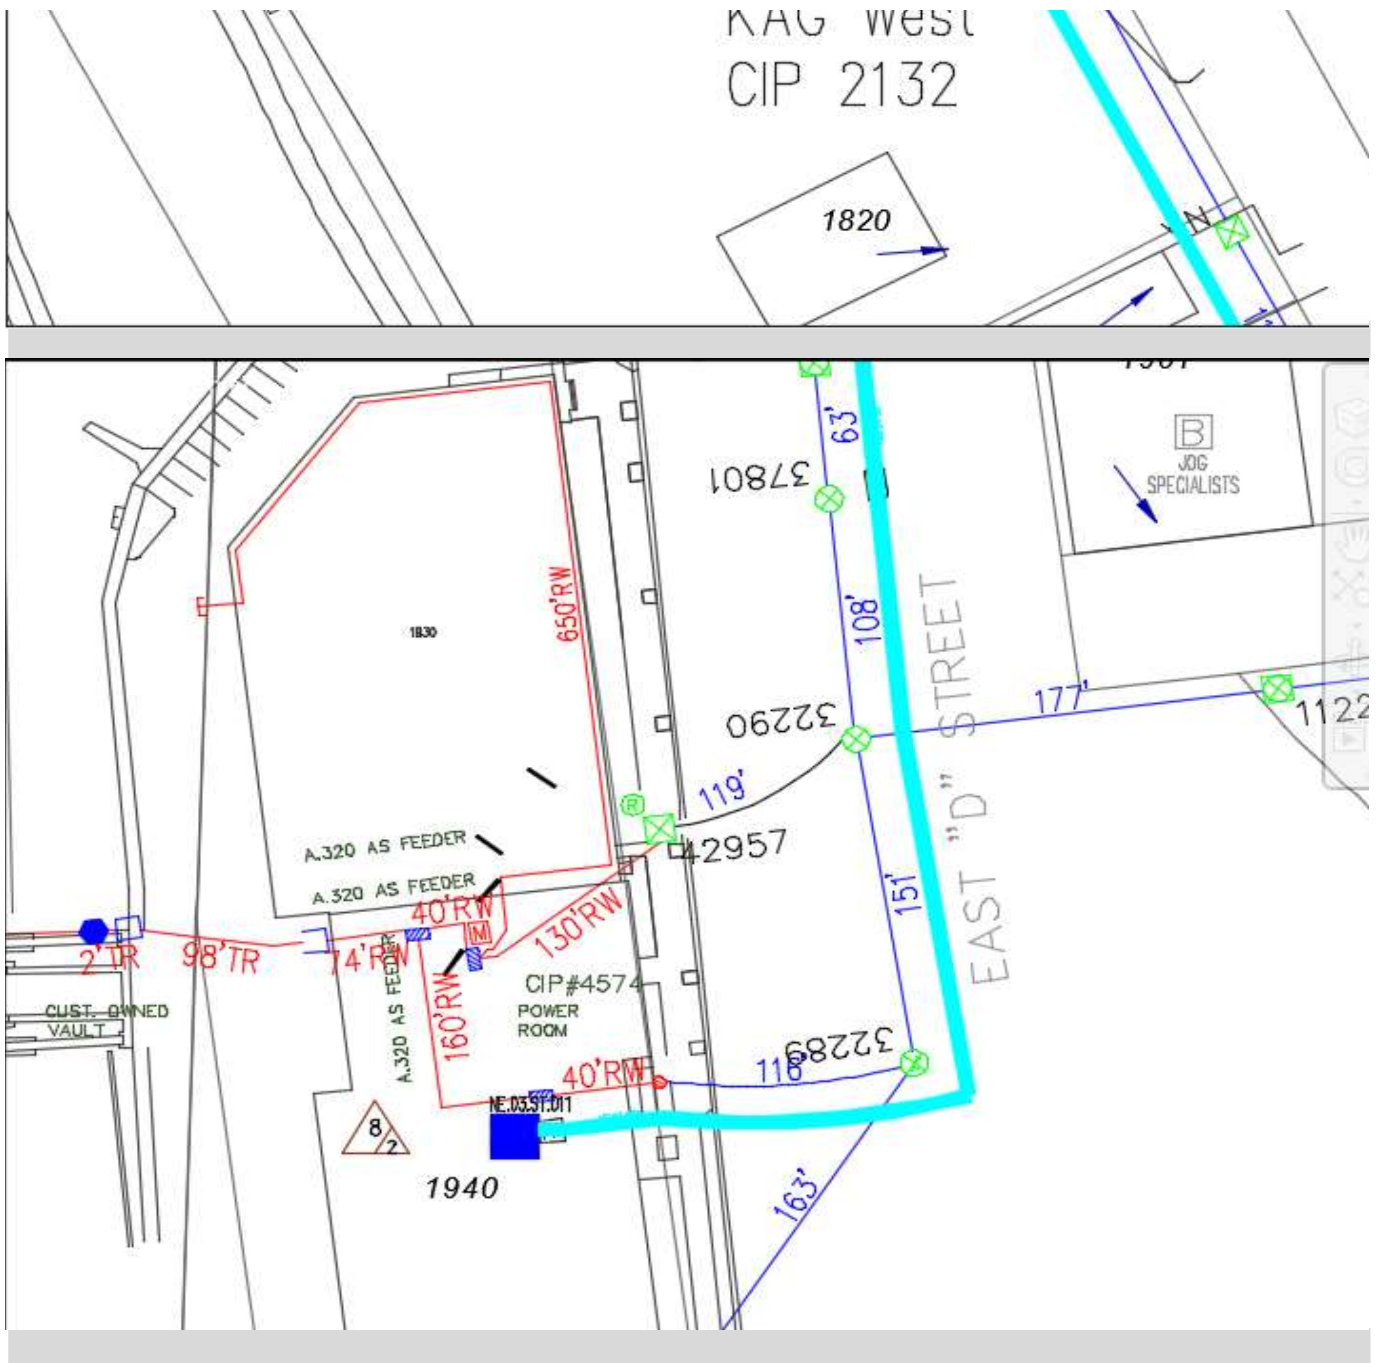 KAG West
CIP 2132
1820
63'
37801
B
JDG
SPECIALISTS
650'RW
1830
108'
EAST "D" STREET
32290
177'
1122
119'
R
42957
A.320 AS FEEDER
A.320 AS FEEDER
40'RW
M
130'RW
151'
2'TR
98'TR
74'RW
A.320 AS FEEDER
160'RW
CIP#4574
POWER
ROOM
CUST. OWNED
VAULT
32289
40'RW
NE.03.ST.011
8
2
1940
163'